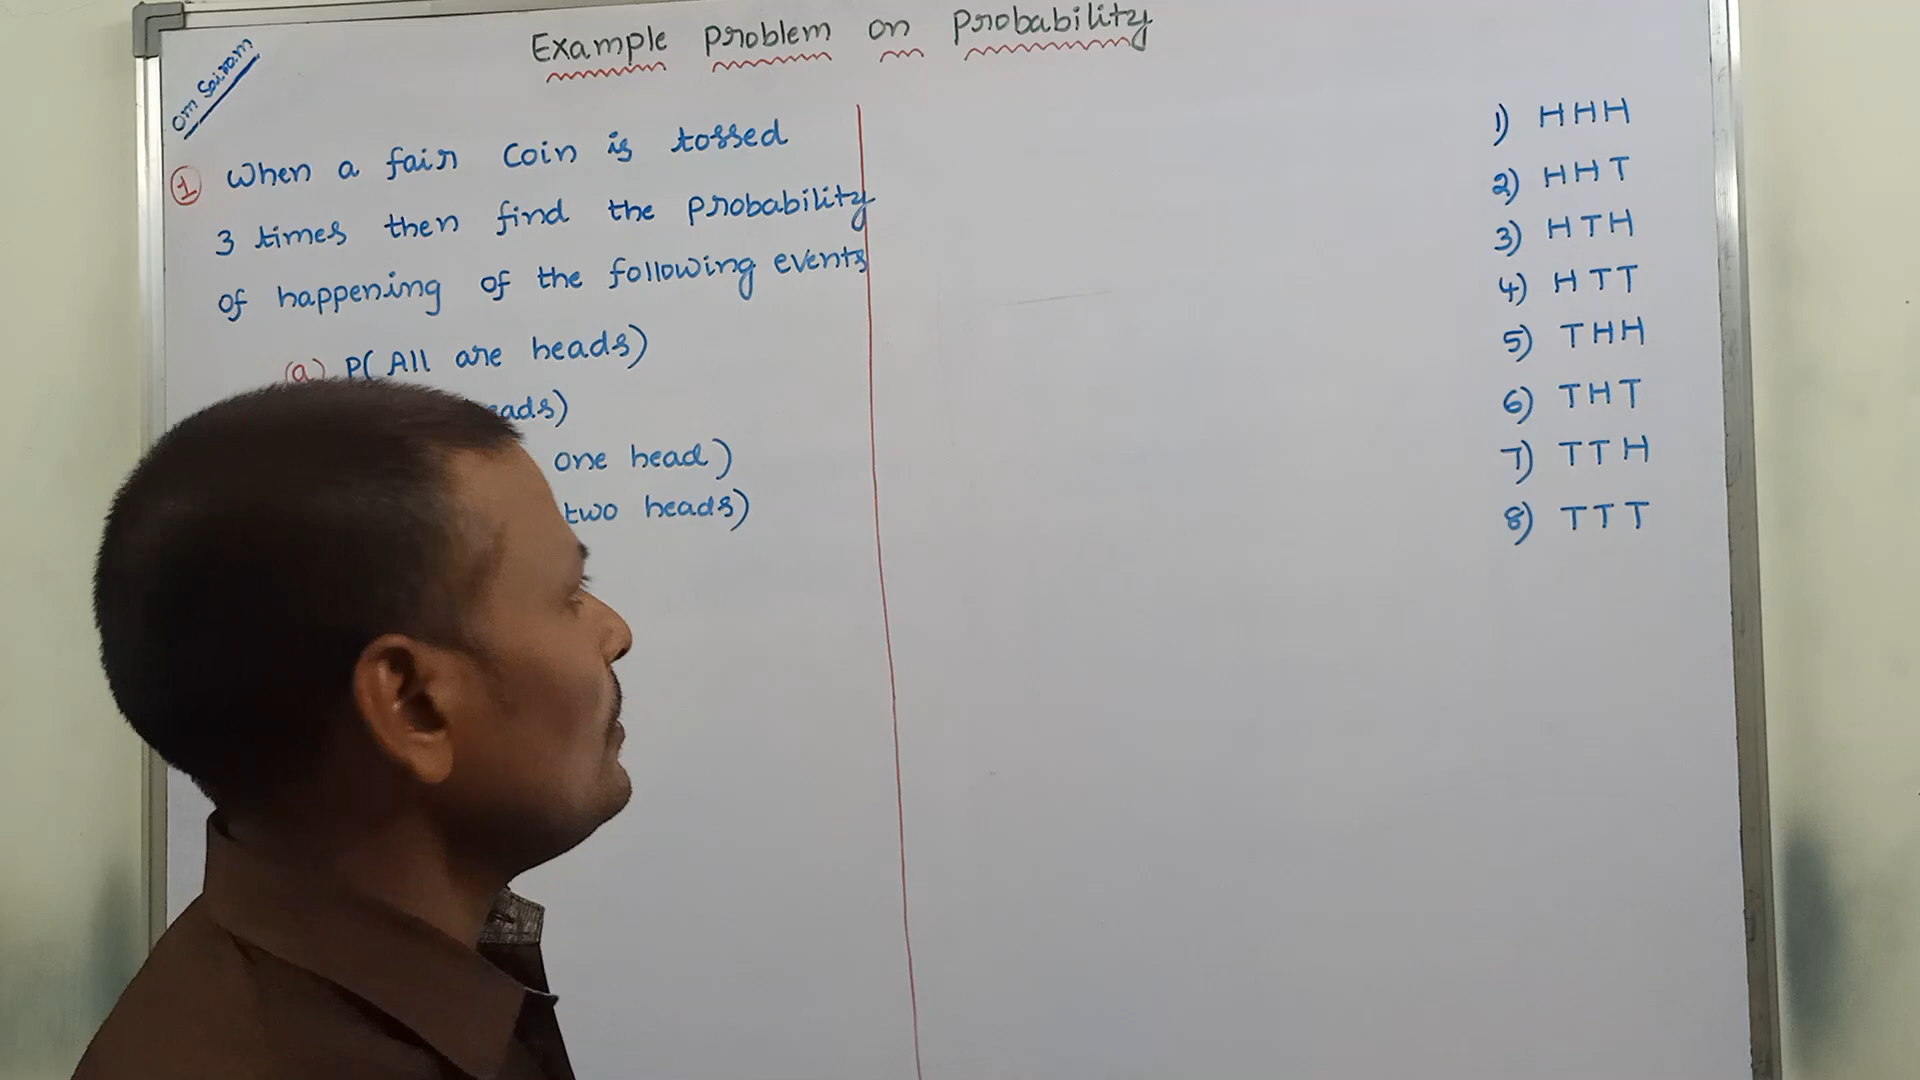 Example Problem on Probability
Om Sairam
1 When a fair Coin is tossed
3 times then find the probability
of happening of the following events
(a) P(All are heads)
eads)
one head)
two heads)
1) HHH
2) HHT
3) HTH
4) HTT
5) THH
6) THT
7) TTH
8) TTT